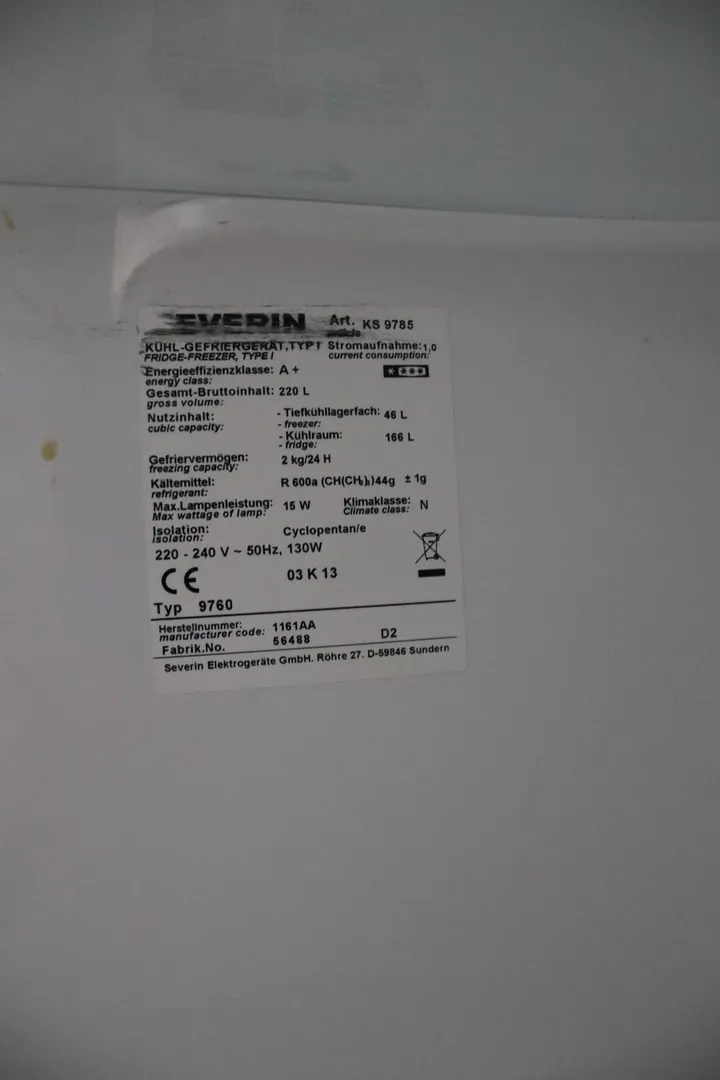 SEVERIN Art. KS 9785
KÜHL-GEFRIERGERÄT,TYP I Stromaufnahme: 1,0
FRIDGE-FREEZER, TYPE I current consumption:
Energieeffizienzklasse: A +
energy class:
Gesamt-Bruttoinhalt: 220 L
gross volume:
Nutzinhalt: - Tiefkühllagerfach: 46 L
cubic capacity: - freezer:
- Kühlraum: 166 L
- fridge:
Gefriervermögen: 2 kg/24 H
freezing capacity:
Kältemittel: R 600a (CH(CH₃)₃)44g ± 1g
refrigerant:
Max.Lampenleistung: 15 W Klimaklasse: N
Max wattage of lamp: Climate class:
Isolation: Cyclopentan/e
isolation:
220 - 240 V ~ 50Hz, 130W
CE 03 K 13
Typ 9760
Herstellnummer: 1161AA
manufacturer code:
Fabrik.No. 56488 D2
Severin Elektrogeräte GmbH. Röhre 27. D-59846 Sundern